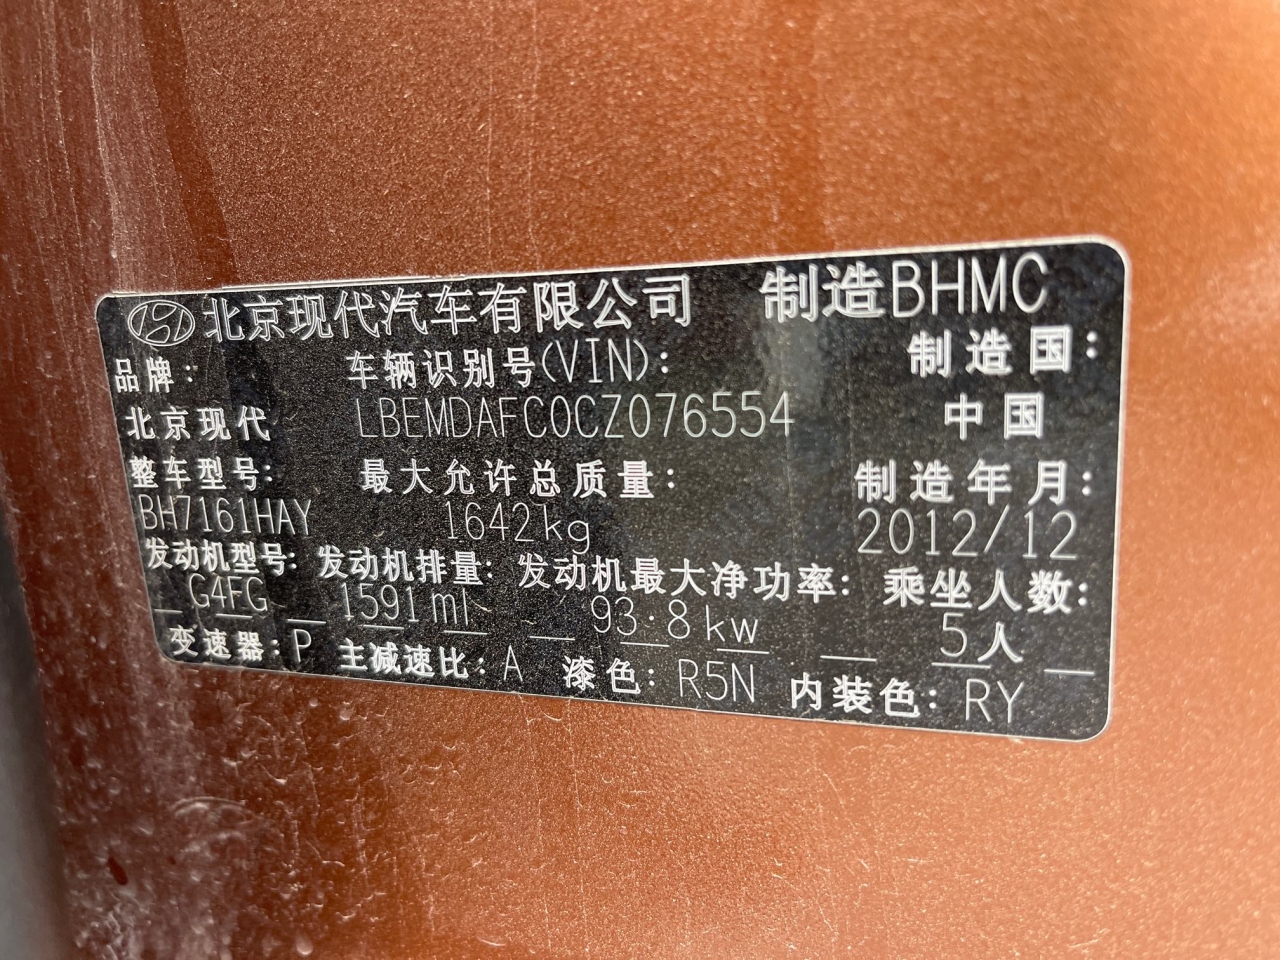 北京现代汽车有限公司 制造BHMC
品牌: 车辆识别号(VIN): 制造国:
北京现代 LBEMDAFC0CZ076554 中国
整车型号: 最大允许总质量: 制造年月:
BH7161HAY 1642kg 2012/12
发动机型号: 发动机排量: 发动机最大净功率: 乘坐人数:
G4FG 1591ml 93.8kw 5人
变速器:P 主减速比:A 漆色:R5N 内装色:RY